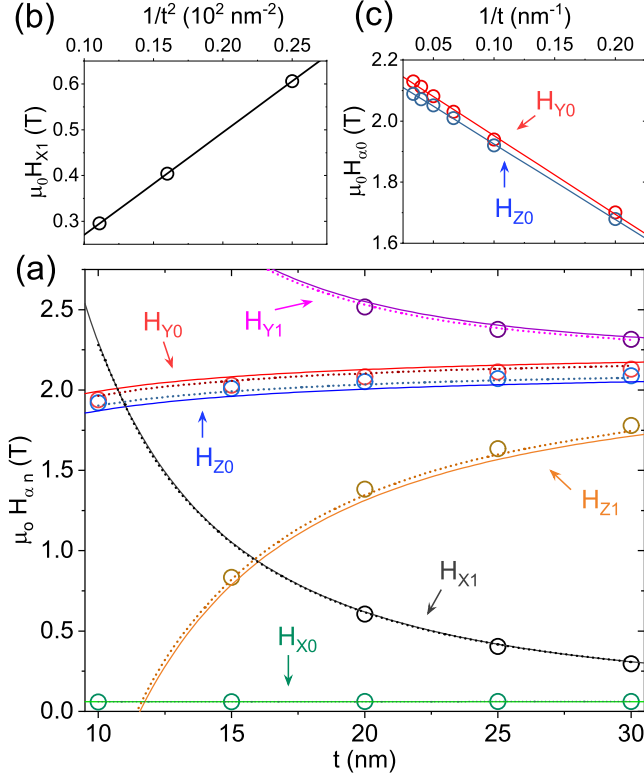 (b)
1/t² (10² nm⁻²)
0.10 0.15 0.20 0.25
μ₀H_X1 (T)
0.6
0.5
0.4
0.3
(c)
1/t (nm⁻¹)
0.05 0.10 0.15 0.20
μ₀H_α0 (T)
2.2
2.0
1.8
1.6
H_Y0
H_Z0
(a)
μ₀ H_α n (T)
2.5
2.0
1.5
1.0
0.5
0.0
H_Y1
H_Y0
H_Z0
H_Z1
H_X1
H_X0
10 15 20 25 30
t (nm)